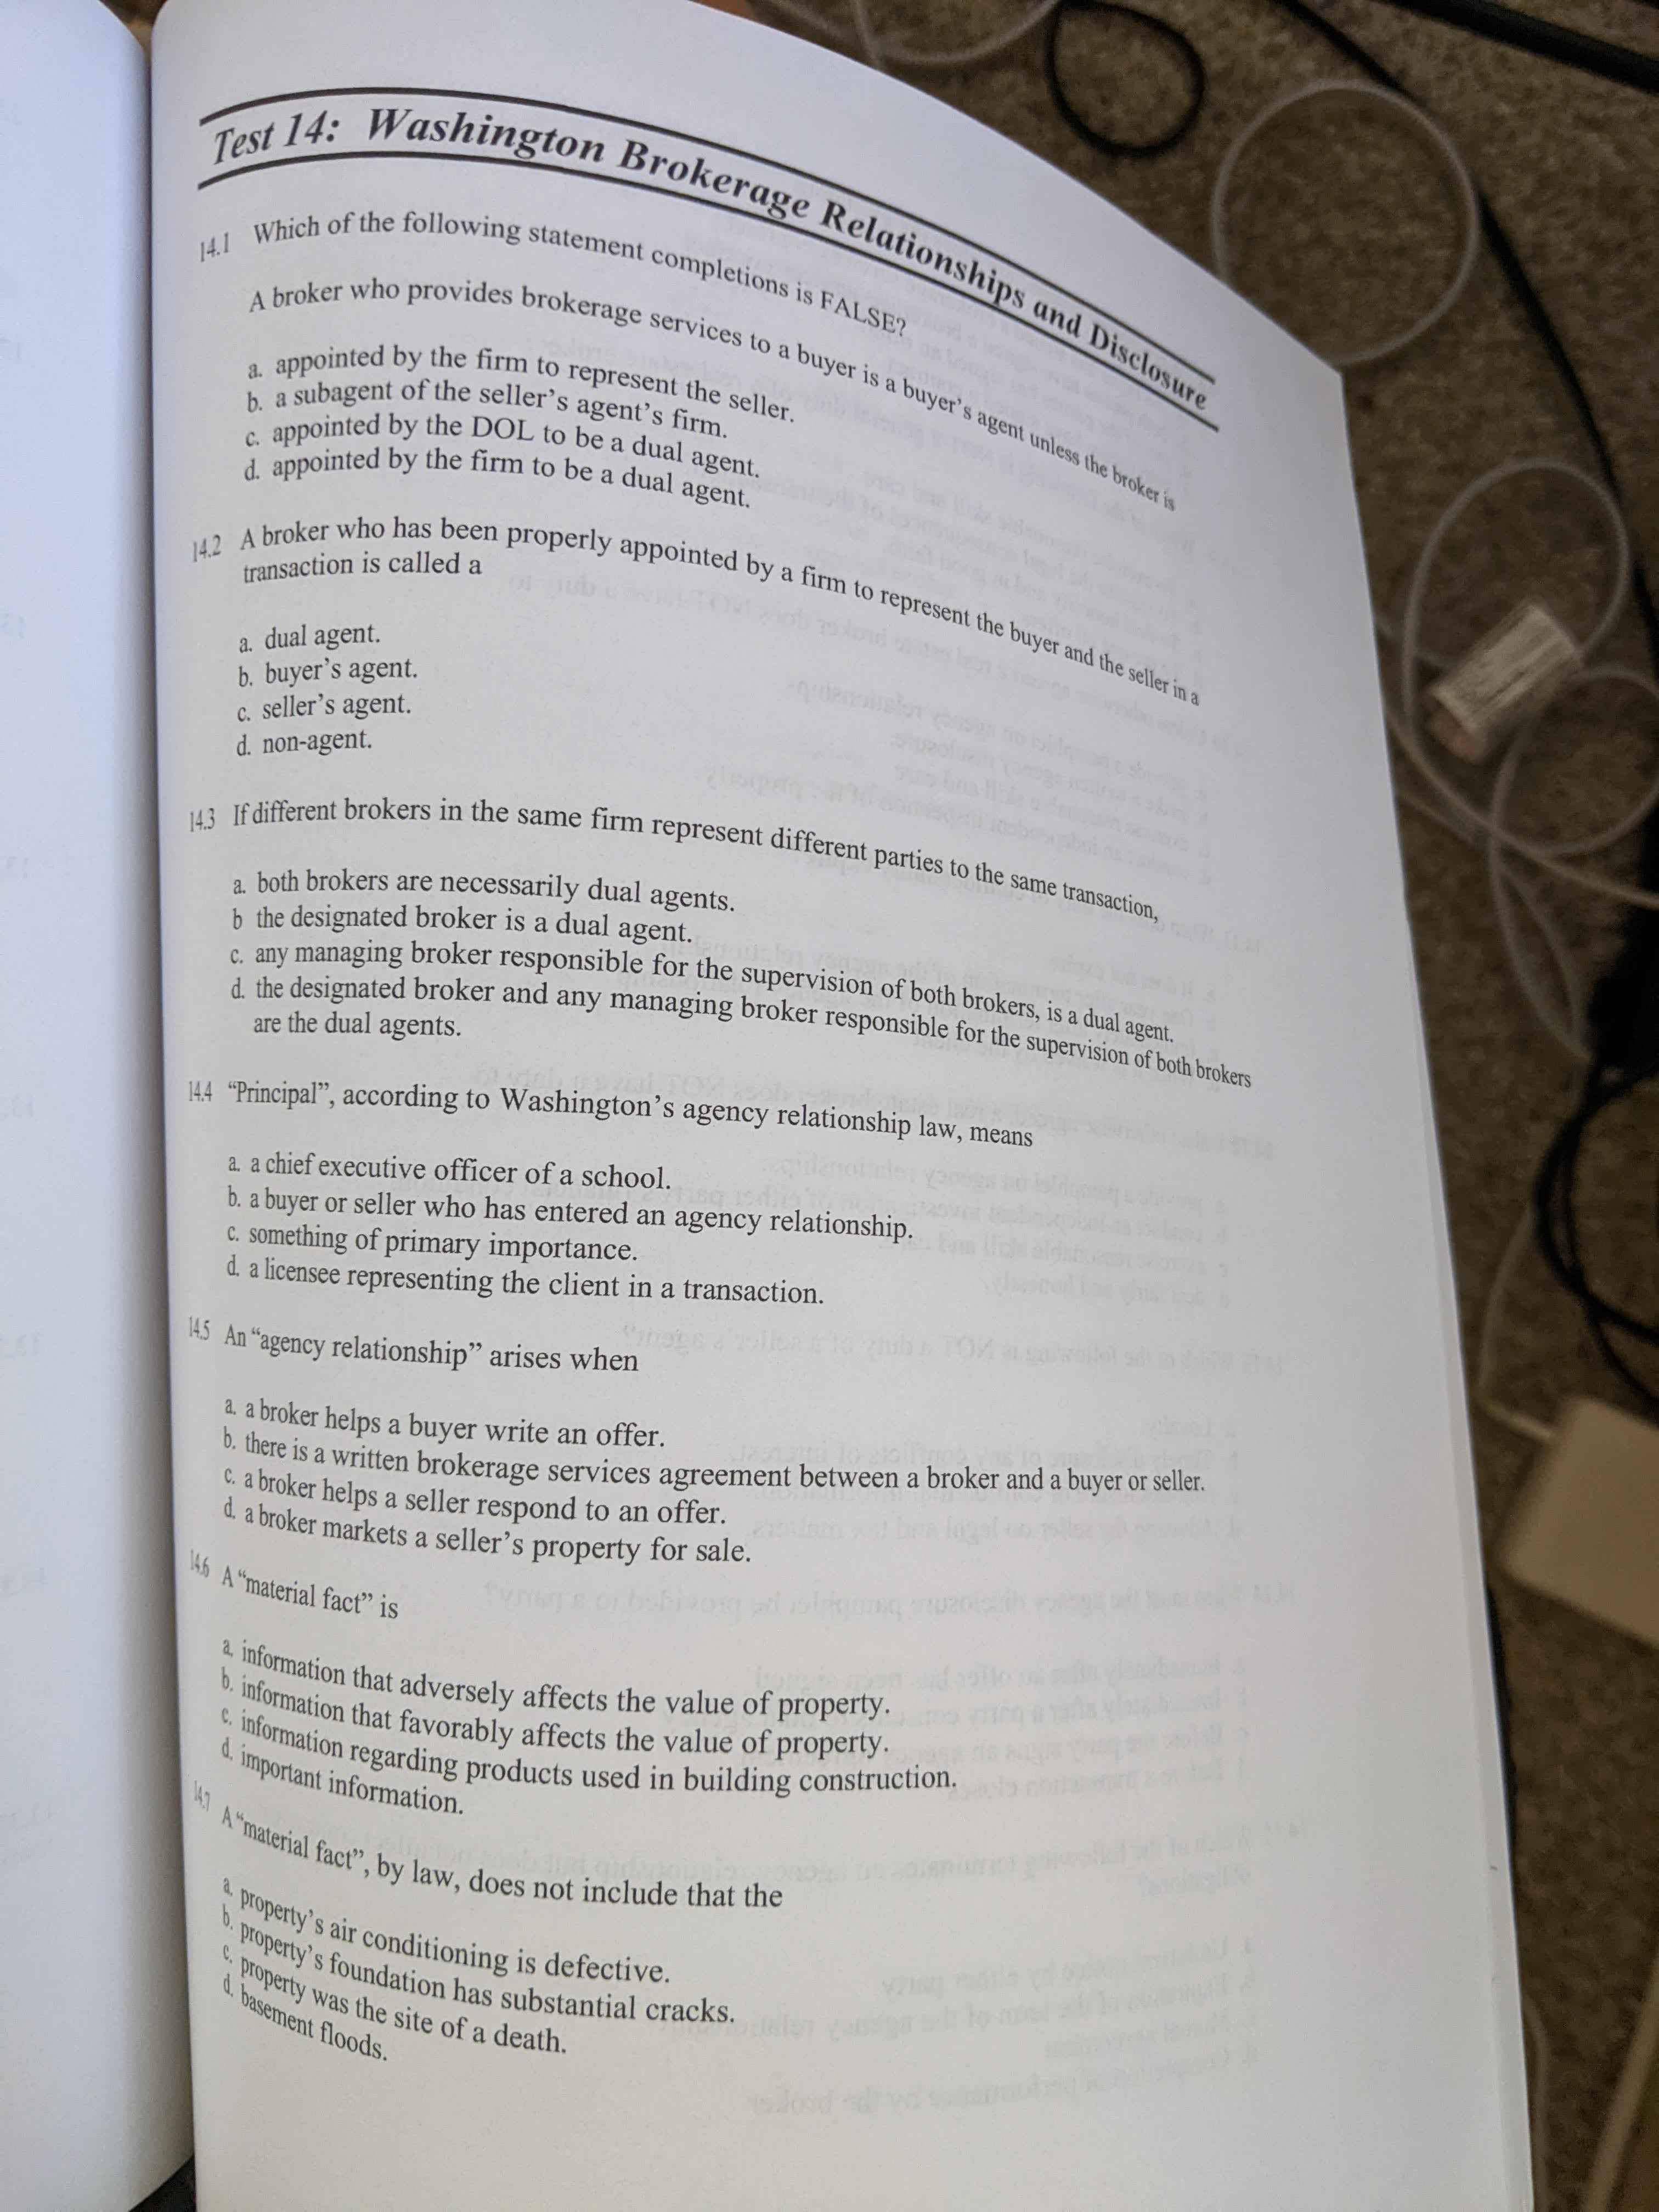 Test 14: Washington Brokerage Relationships and Disclosure
14.1 Which of the following statement completions is FALSE?
A broker who provides brokerage services to a buyer is a buyer's agent unless the broker is
a. appointed by the firm to represent the seller.
b. a subagent of the seller's agent's firm.
c. appointed by the DOL to be a dual agent.
d. appointed by the firm to be a dual agent.
14.2 A broker who has been properly appointed by a firm to represent the buyer and the seller in a
transaction is called a
a. dual agent.
b. buyer's agent.
c. seller's agent.
d. non-agent.
14.3 If different brokers in the same firm represent different parties to the same transaction,
a. both brokers are necessarily dual agents.
b the designated broker is a dual agent.
c. any managing broker responsible for the supervision of both brokers, is a dual agent.
d. the designated broker and any managing broker responsible for the supervision of both brokers
are the dual agents.
14.4 “Principal”, according to Washington's agency relationship law, means
a. a chief executive officer of a school.
b. a buyer or seller who has entered an agency relationship.
c. something of primary importance.
d. a licensee representing the client in a transaction.
14.5 An “agency relationship” arises when
a. a broker helps a buyer write an offer.
b. there is a written brokerage services agreement between a broker and a buyer or seller.
c. a broker helps a seller respond to an offer.
d. a broker markets a seller's property for sale.
14.6 A “material fact” is
a. information that adversely affects the value of property.
b. information that favorably affects the value of property.
c. information regarding products used in building construction.
d. important information.
14.7 A “material fact”, by law, does not include that the
a. property's air conditioning is defective.
b. property's foundation has substantial cracks.
c. property was the site of a death.
d. basement floods.